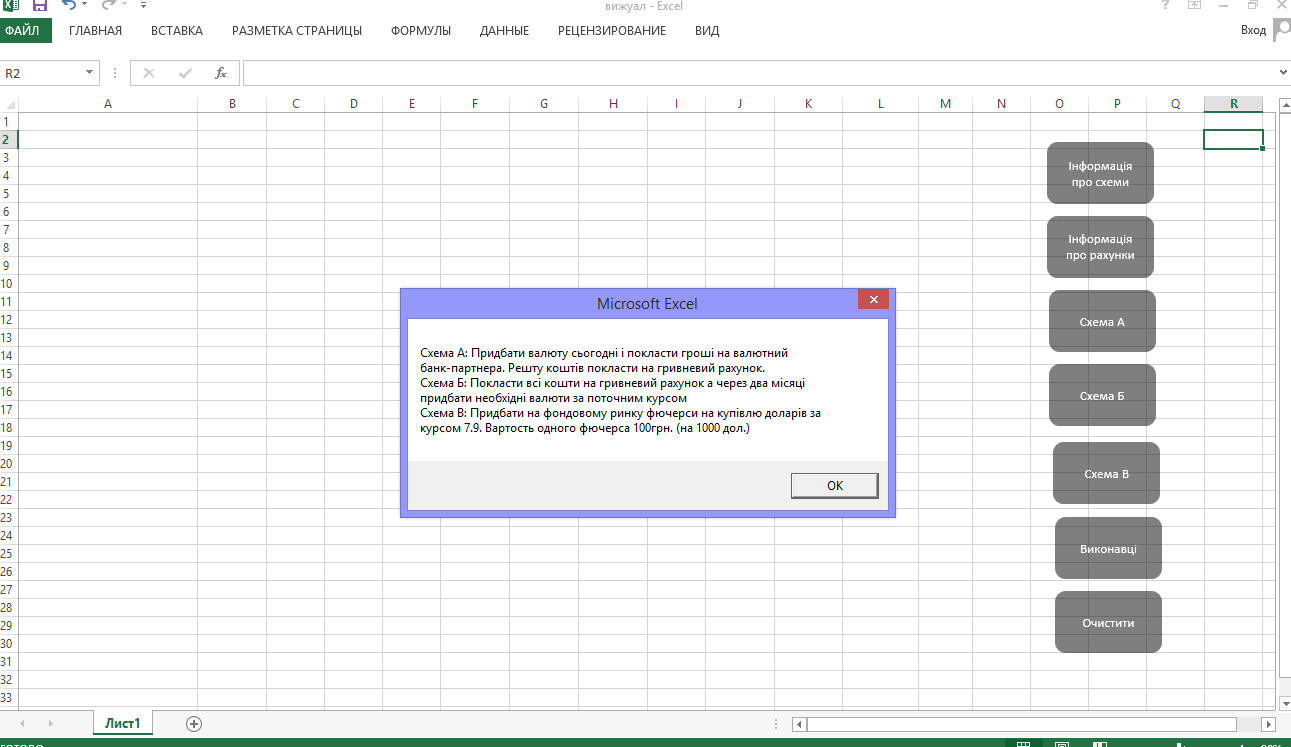 вижуал - Excel
ФАЙЛ ГЛАВНАЯ ВСТАВКА РАЗМЕТКА СТРАНИЦЫ ФОРМУЛЫ ДАННЫЕ РЕЦЕНЗИРОВАНИЕ ВИД Вход
R2 fx
A B C D E F G H I J K L M N O P Q R
1
2
3
4
5
6
7
8
9
10
11
12
13
14
15
16
17
18
19
20
21
22
23
24
25
26
27
28
29
30
31
32
33
Інформація
про схеми
Інформація
про рахунки
Схема А
Схема Б
Схема В
Виконавці
Очистити
Microsoft Excel
Схема А: Придбати валюту сьогодні і покласти гроші на валютний
банк-партнера. Решту коштів покласти на гривневий рахунок.
Схема Б: Покласти всі кошти на гривневий рахунок а через два місяці
придбати необхідні валюти за поточним курсом
Схема В: Придбати на фондовому ринку фючерси на купівлю доларів за
курсом 7.9. Вартость одного фючерса 100грн. (на 1000 дол.)
OK
Лист1